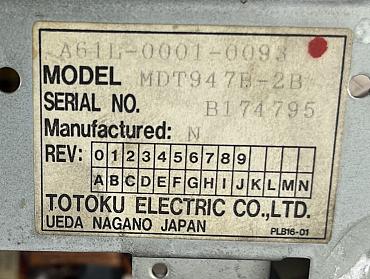 A61L-0001-0093
MODEL MDT947B-2B
SERIAL NO. B174795
Manufactured: N
REV: 0 1 2 3 4 5 6 7 8 9
A B C D E F G H I J K L M N
TOTOKU ELECTRIC CO.,LTD.
UEDA NAGANO JAPAN PLB16-01